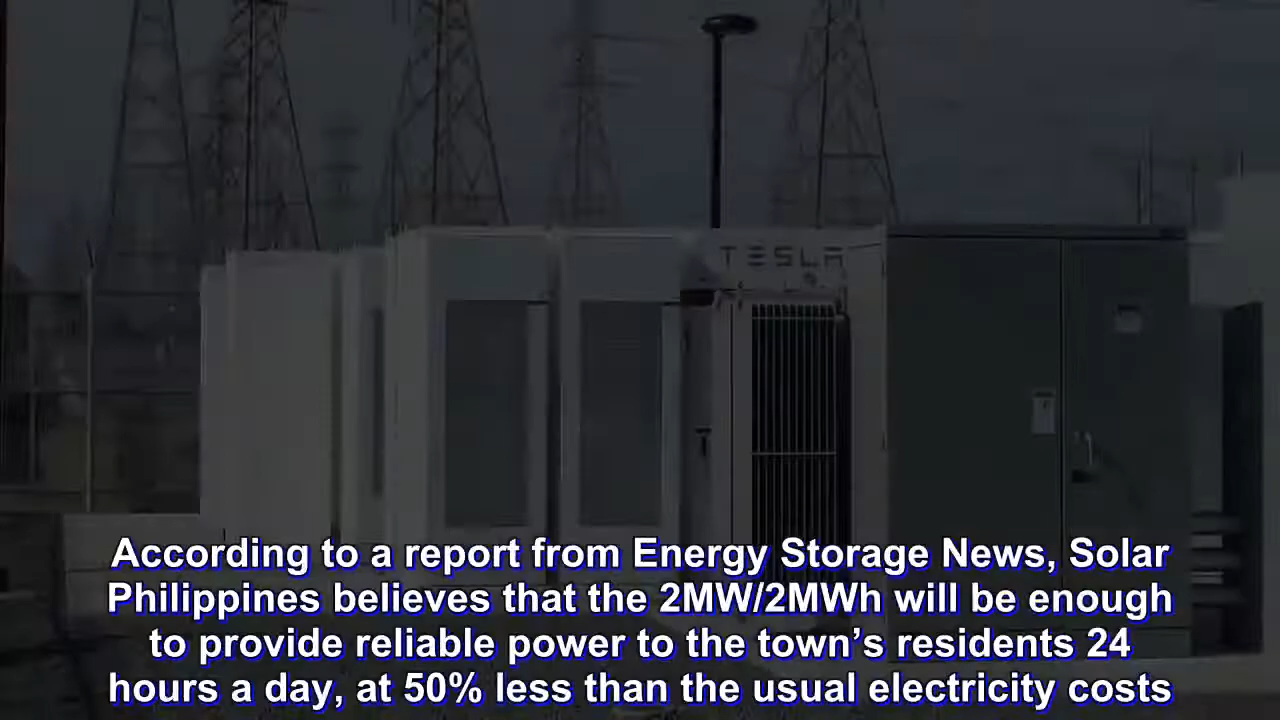 TESLA
According to a report from Energy Storage News, Solar
Philippines believes that the 2MW/2MWh will be enough
to provide reliable power to the town’s residents 24
hours a day, at 50% less than the usual electricity costs